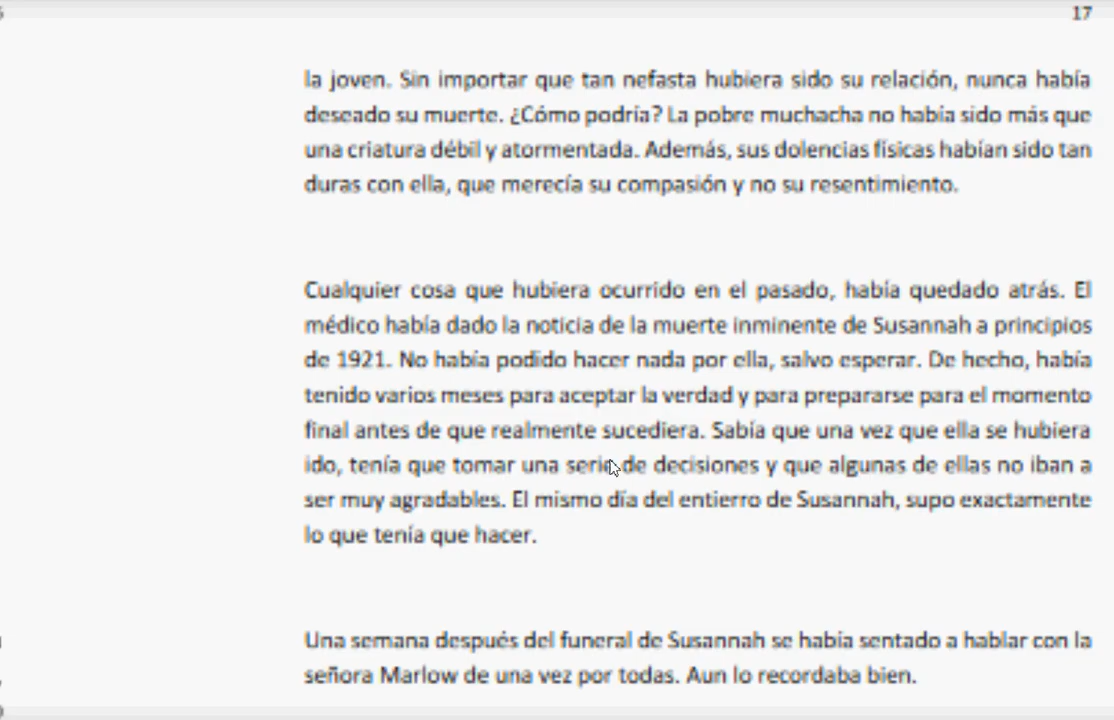 17
la joven. Sin importar que tan nefasta hubiera sido su relación, nunca había
deseado su muerte. ¿Cómo podría? La pobre muchacha no había sido más que
una criatura débil y atormentada. Además, sus dolencias físicas habían sido tan
duras con ella, que merecía su compasión y no su resentimiento.
Cualquier cosa que hubiera ocurrido en el pasado, había quedado atrás. El
médico había dado la noticia de la muerte inminente de Susannah a principios
de 1921. No había podido hacer nada por ella, salvo esperar. De hecho, había
tenido varios meses para aceptar la verdad y para prepararse para el momento
final antes de que realmente sucediera. Sabía que una vez que ella se hubiera
ido, tenía que tomar una serie de decisiones y que algunas de ellas no iban a
ser muy agradables. El mismo día del entierro de Susannah, supo exactamente
lo que tenía que hacer.
Una semana después del funeral de Susannah se había sentado a hablar con la
señora Marlow de una vez por todas. Aun lo recordaba bien.